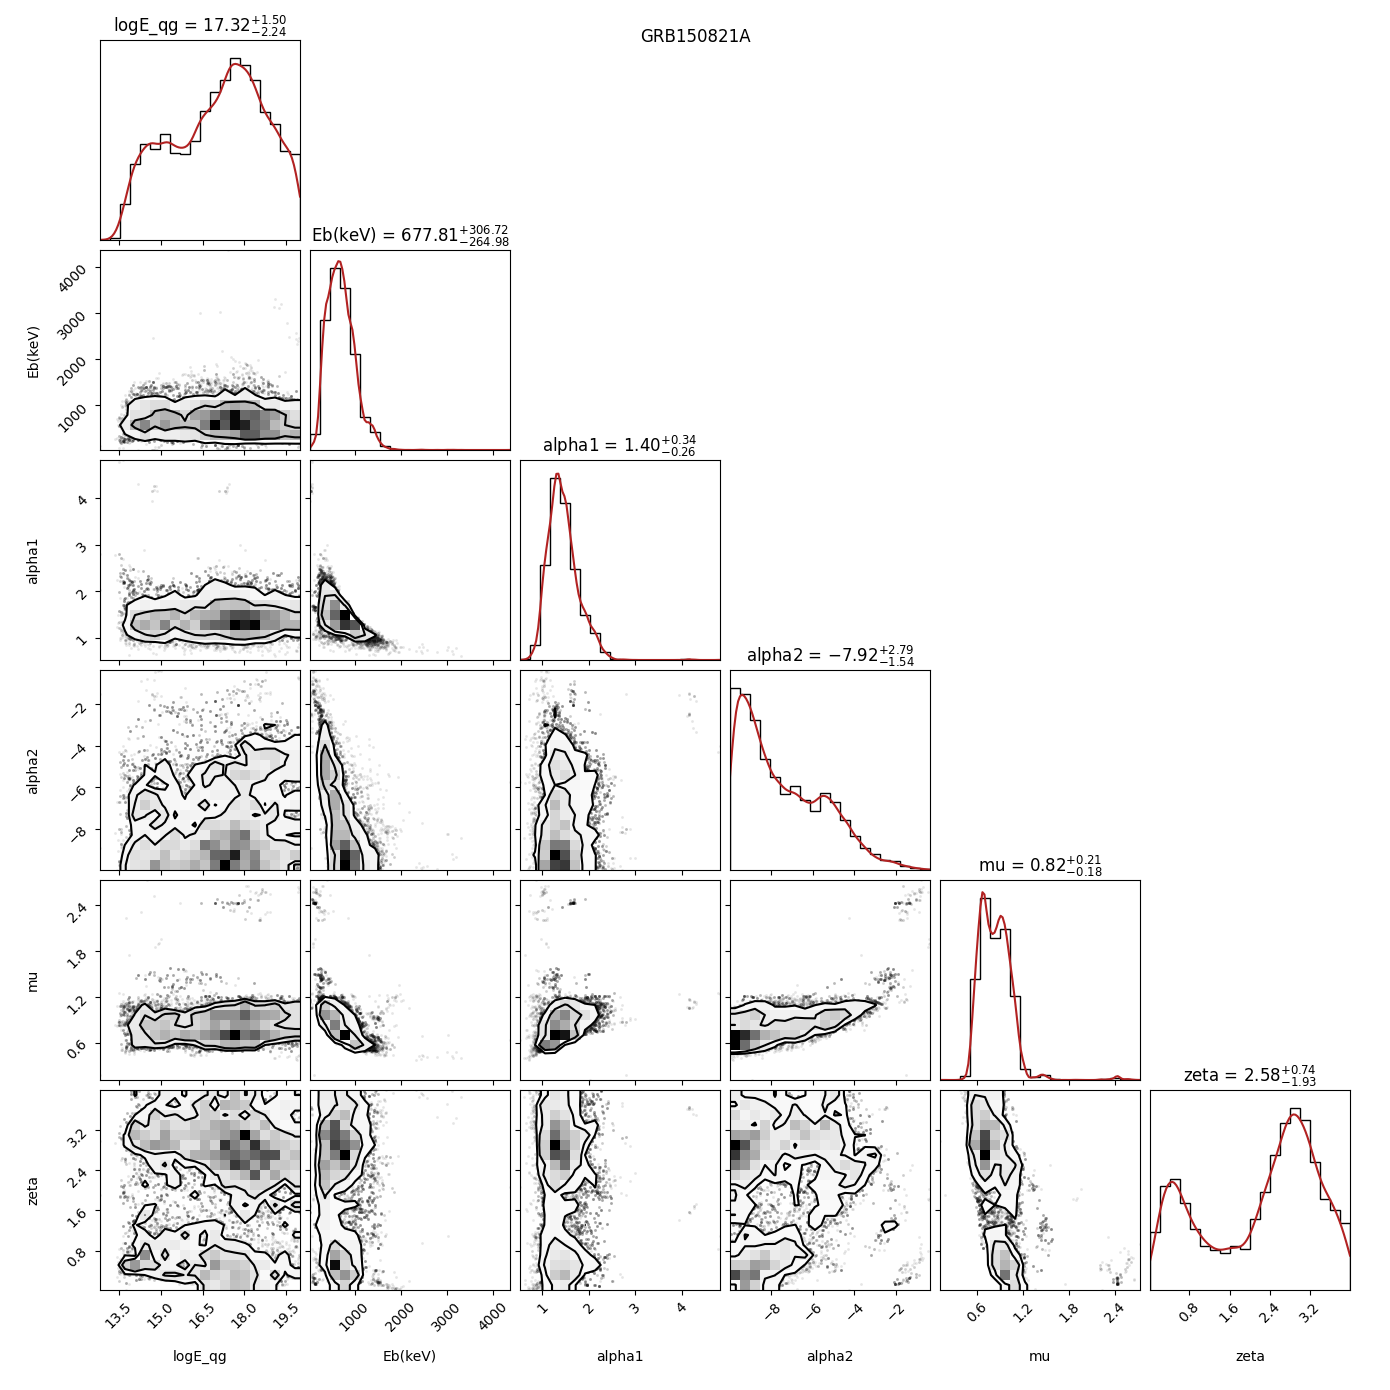 GRB150821A
logE_qg = 17.32+1.50−2.24
Eb(keV) = 677.81+306.72−264.98
alpha1 = 1.40+0.34−0.26
alpha2 = −7.92+2.79−1.54
mu = 0.82+0.21−0.18
zeta = 2.58+0.74−1.93
Eb(keV)
4000
3000
2000
1000
alpha1
4
3
2
1
alpha2
−2
−4
−6
−8
mu
2.4
1.8
1.2
0.6
zeta
3.2
2.4
1.6
0.8
13.5 15.0 16.5 18.0 19.5
1000 2000 3000 4000
1 2 3 4
−8 −6 −4 −2
0.6 1.2 1.8 2.4
0.8 1.6 2.4 3.2
logE_qg Eb(keV) alpha1 alpha2 mu zeta